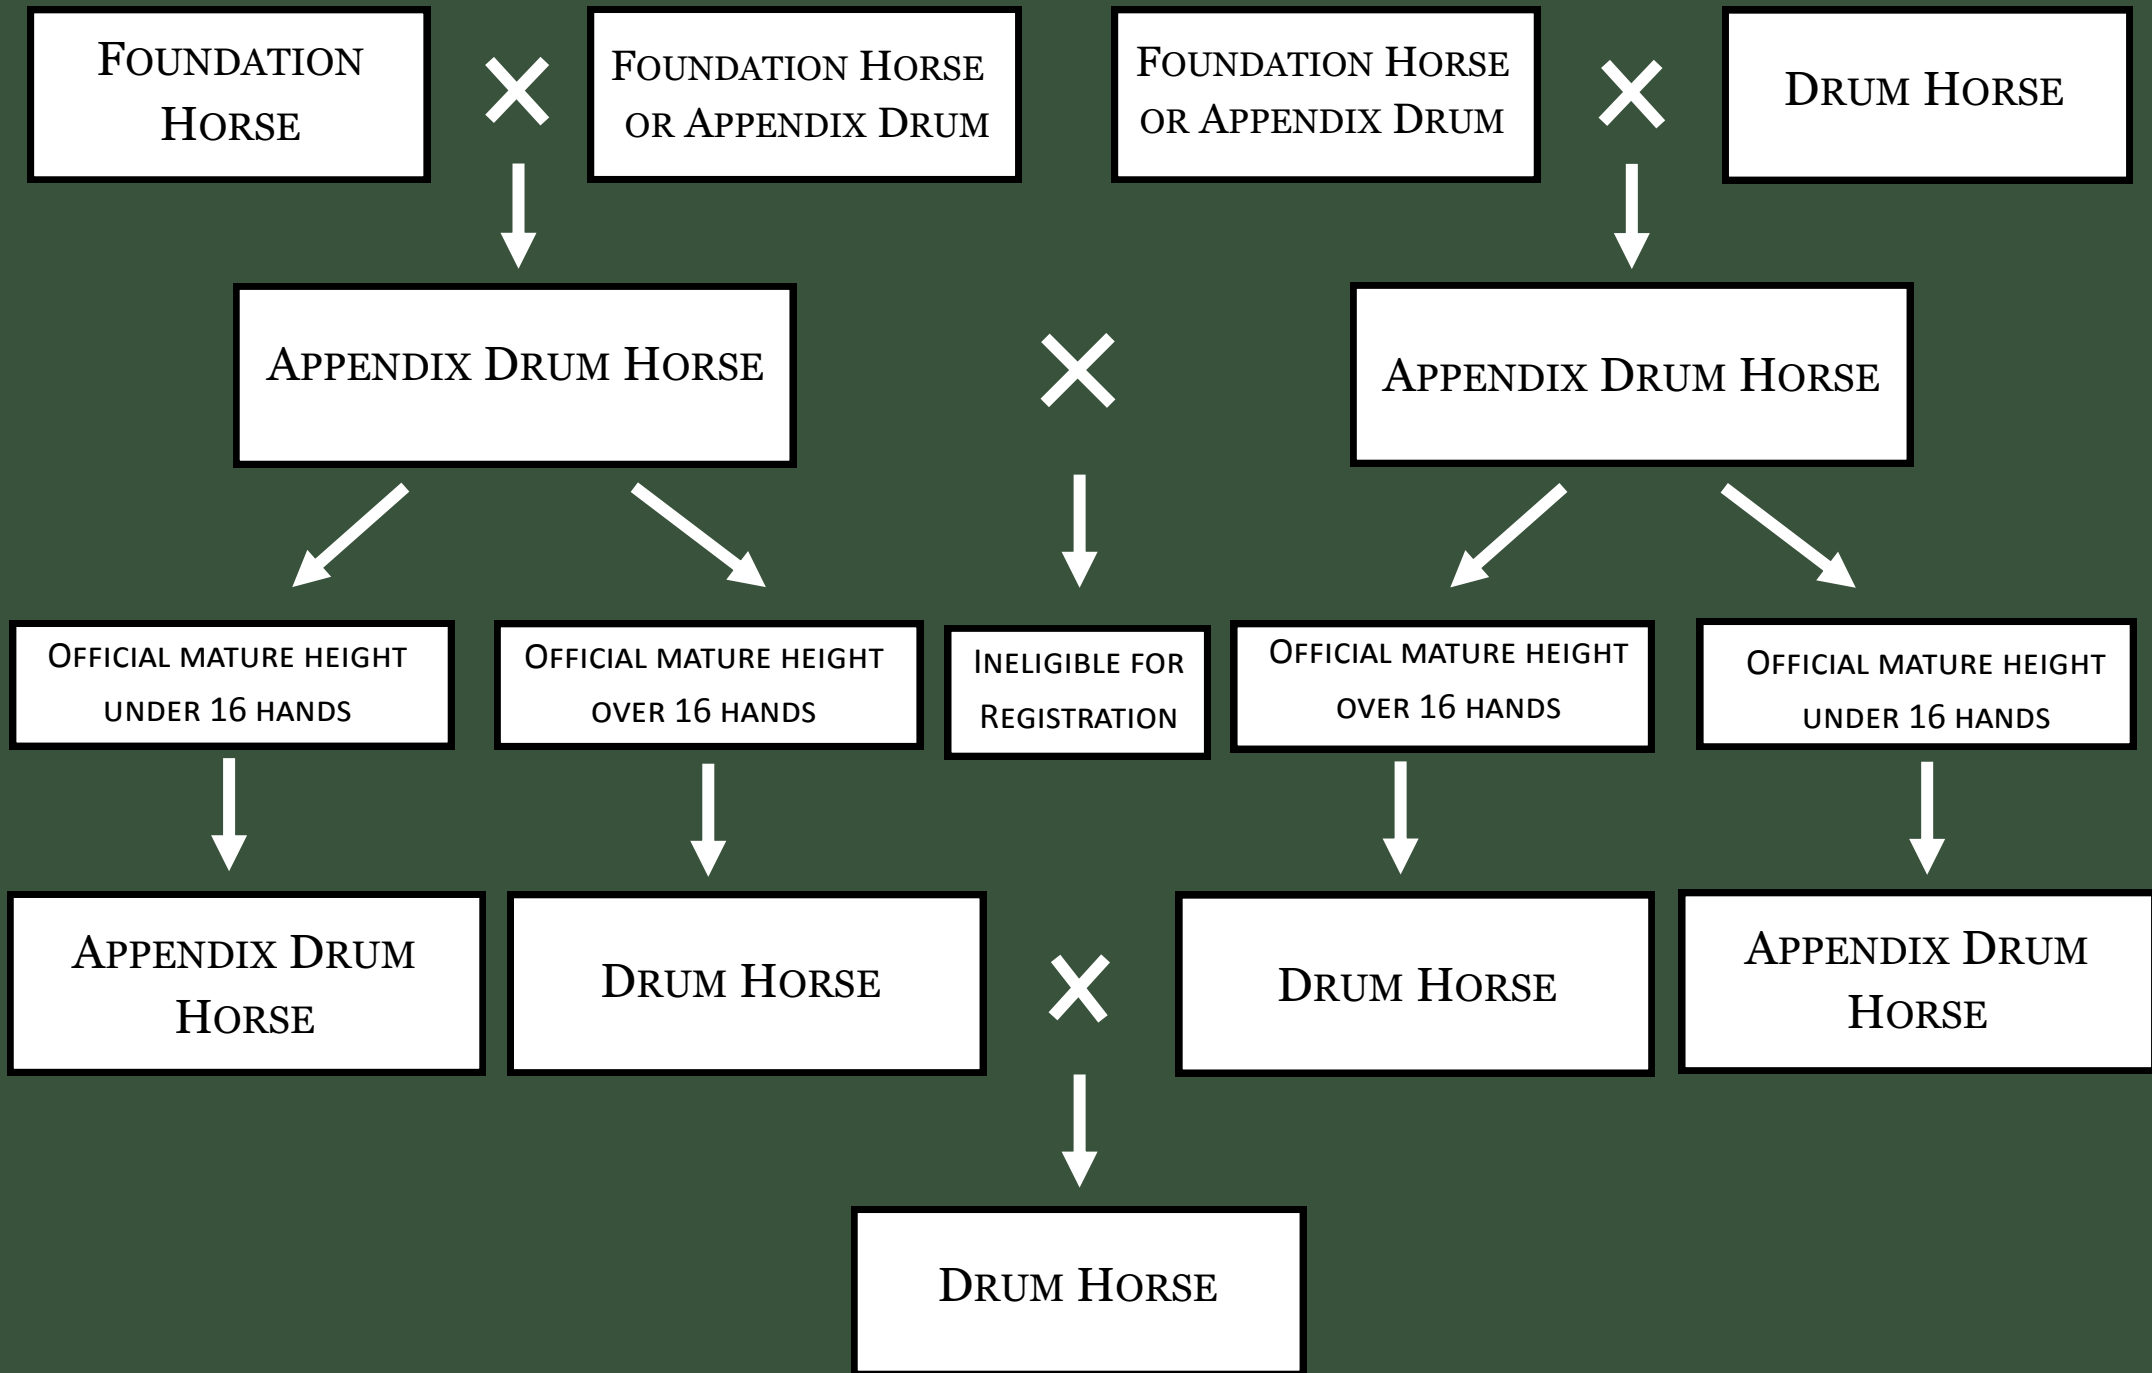 Foundation
Horse
Foundation Horse
or Appendix Drum
Foundation Horse
or Appendix Drum
Drum Horse
Appendix Drum Horse
Appendix Drum Horse
Official mature height
under 16 hands
Official mature height
over 16 hands
Ineligible for
Registration
Official mature height
over 16 hands
Official mature height
under 16 hands
Appendix Drum
Horse
Drum Horse
Drum Horse
Appendix Drum
Horse
Drum Horse